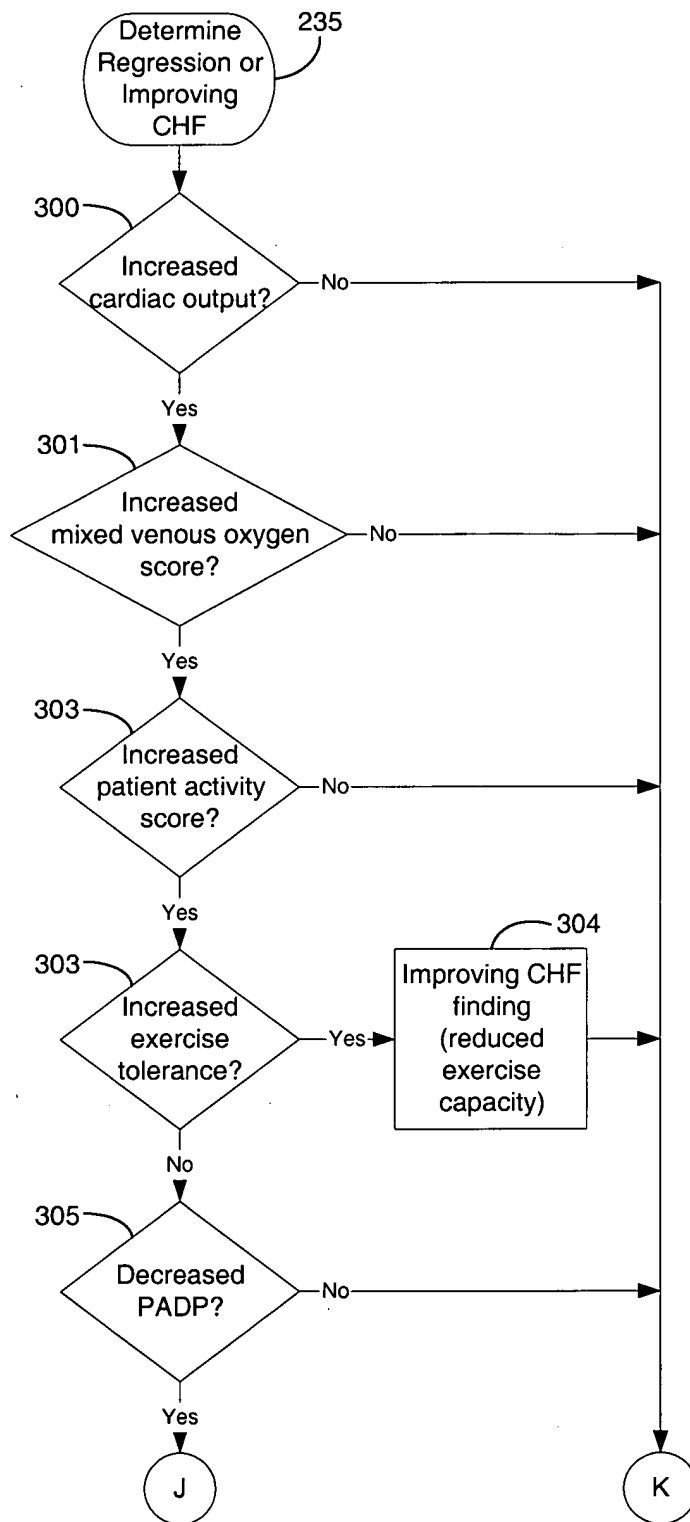 235
Determine
Regression or
Improving
CHF
300
Increased
cardiac output?
No
Yes
301
Increased
mixed venous oxygen
score?
No
Yes
303
Increased
patient activity
score?
No
Yes
303
Increased
exercise
tolerance?
Yes
304
Improving CHF
finding
(reduced
exercise
capacity)
No
305
Decreased
PADP?
No
Yes
J
K